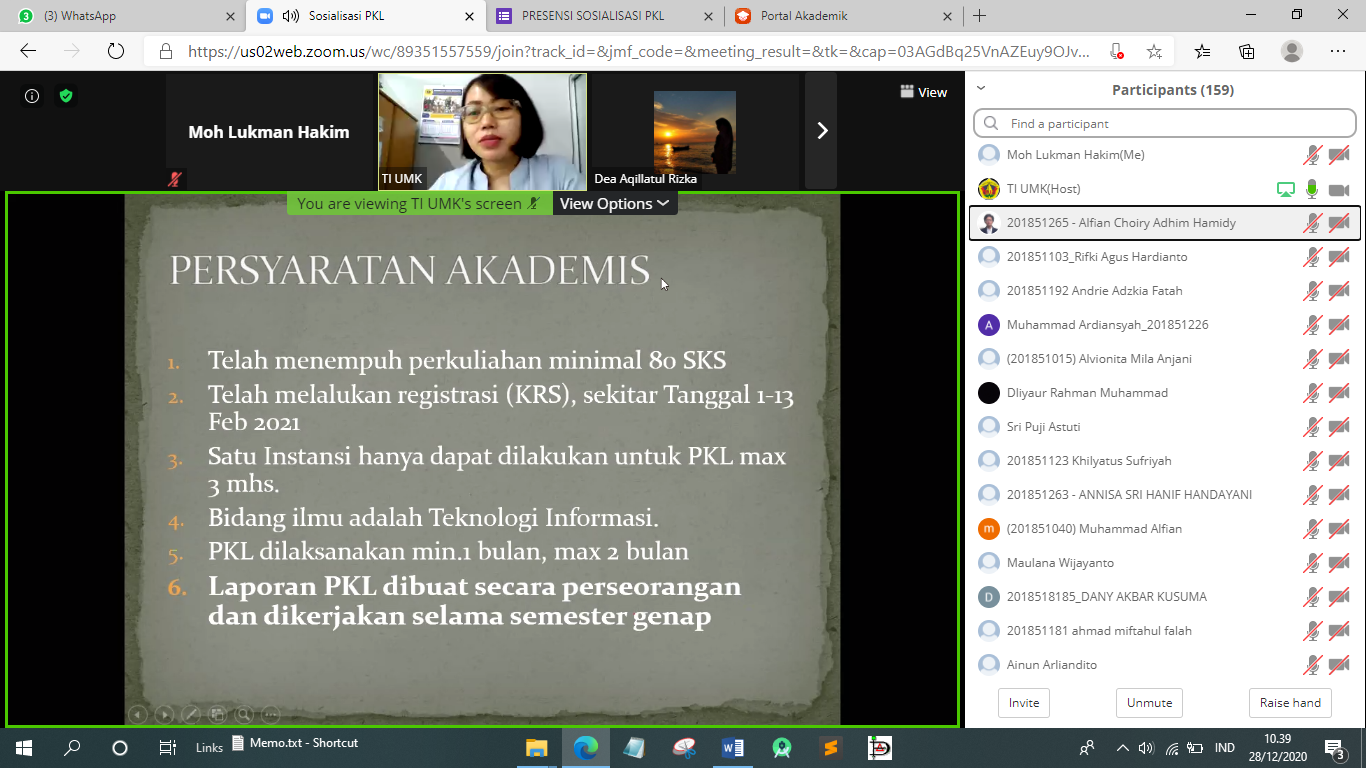 (3) WhatsApp
Sosialisasi PKL
PRESENSI SOSIALISASI PKL
Portal Akademik
https://us02web.zoom.us/wc/89351557559/join?track_id=&jmf_code=&meeting_result=&tk=&cap=03AGdBq25VnAZEuy9OJv...
View
Moh Lukman Hakim
TI UMK
Dea Aqillatul Rizka
You are viewing TI UMK's screen
View Options
PERSYARATAN AKADEMIS
1. Telah menempuh perkuliahan minimal 80 SKS
2. Telah melalukan registrasi (KRS), sekitar Tanggal 1-13
Feb 2021
3. Satu Instansi hanya dapat dilakukan untuk PKL max
3 mhs.
4. Bidang ilmu adalah Teknologi Informasi.
5. PKL dilaksanakan min.1 bulan, max 2 bulan
6. Laporan PKL dibuat secara perseorangan
dan dikerjakan selama semester genap
Participants (159)
Find a participant
Moh Lukman Hakim(Me)
TI UMK(Host)
201851265 - Alfian Choiry Adhim Hamidy
201851103_Rifki Agus Hardianto
201851192 Andrie Adzkia Fatah
A Muhammad Ardiansyah_201851226
(201851015) Alvionita Mila Anjani
Dliyaur Rahman Muhammad
Sri Puji Astuti
201851123 Khilyatus Sufriyah
201851263 - ANNISA SRI HANIF HANDAYANI
m (201851040) Muhammad Alfian
Maulana Wijayanto
D 2018518185_DANY AKBAR KUSUMA
201851181 ahmad miftahul falah
Ainun Arliandito
Invite
Unmute
Raise hand
Links
Memo.txt - Shortcut
IND
10.39
28/12/2020
3